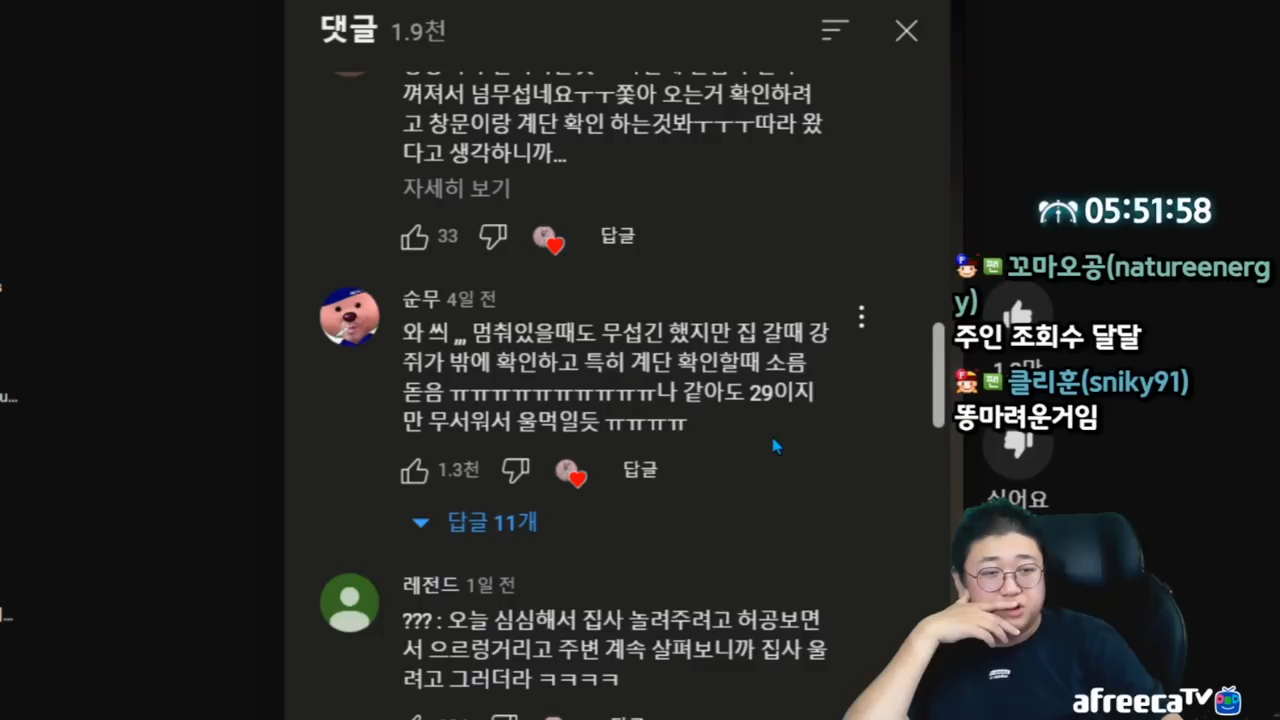 댓글 1.9천
껴져서 넘무섭네요ㅜㅜ쫓아 오는거 확인하려
고 창문이랑 계단 확인 하는것봐ㅜㅜㅜ따라 왔
다고 생각하니까...
자세히 보기
33 답글
순무 4일 전
와 씌 ,,, 멈춰있을때도 무섭긴 했지만 집 갈때 강
쥐가 밖에 확인하고 특히 계단 확인할때 소름
돋음 ㅠㅠㅠㅠㅠㅠㅠㅠㅠㅠ나 같아도 29이지
만 무서워서 울먹일듯 ㅠㅠㅠㅠ
1.3천 답글
답글 11개
레전드 1일 전
??? : 오늘 심심해서 집사 놀려주려고 허공보면
서 으르렁거리고 주변 계속 살펴보니까 집사 울
려고 그러더라 ㅋㅋㅋㅋ
05:51:58
F 팬 꼬마오공(natureenerg
y)
주인 조회수 달달
F 팬 클리훈(sniky91)
똥마려운거임
싫어요
afreecaTV